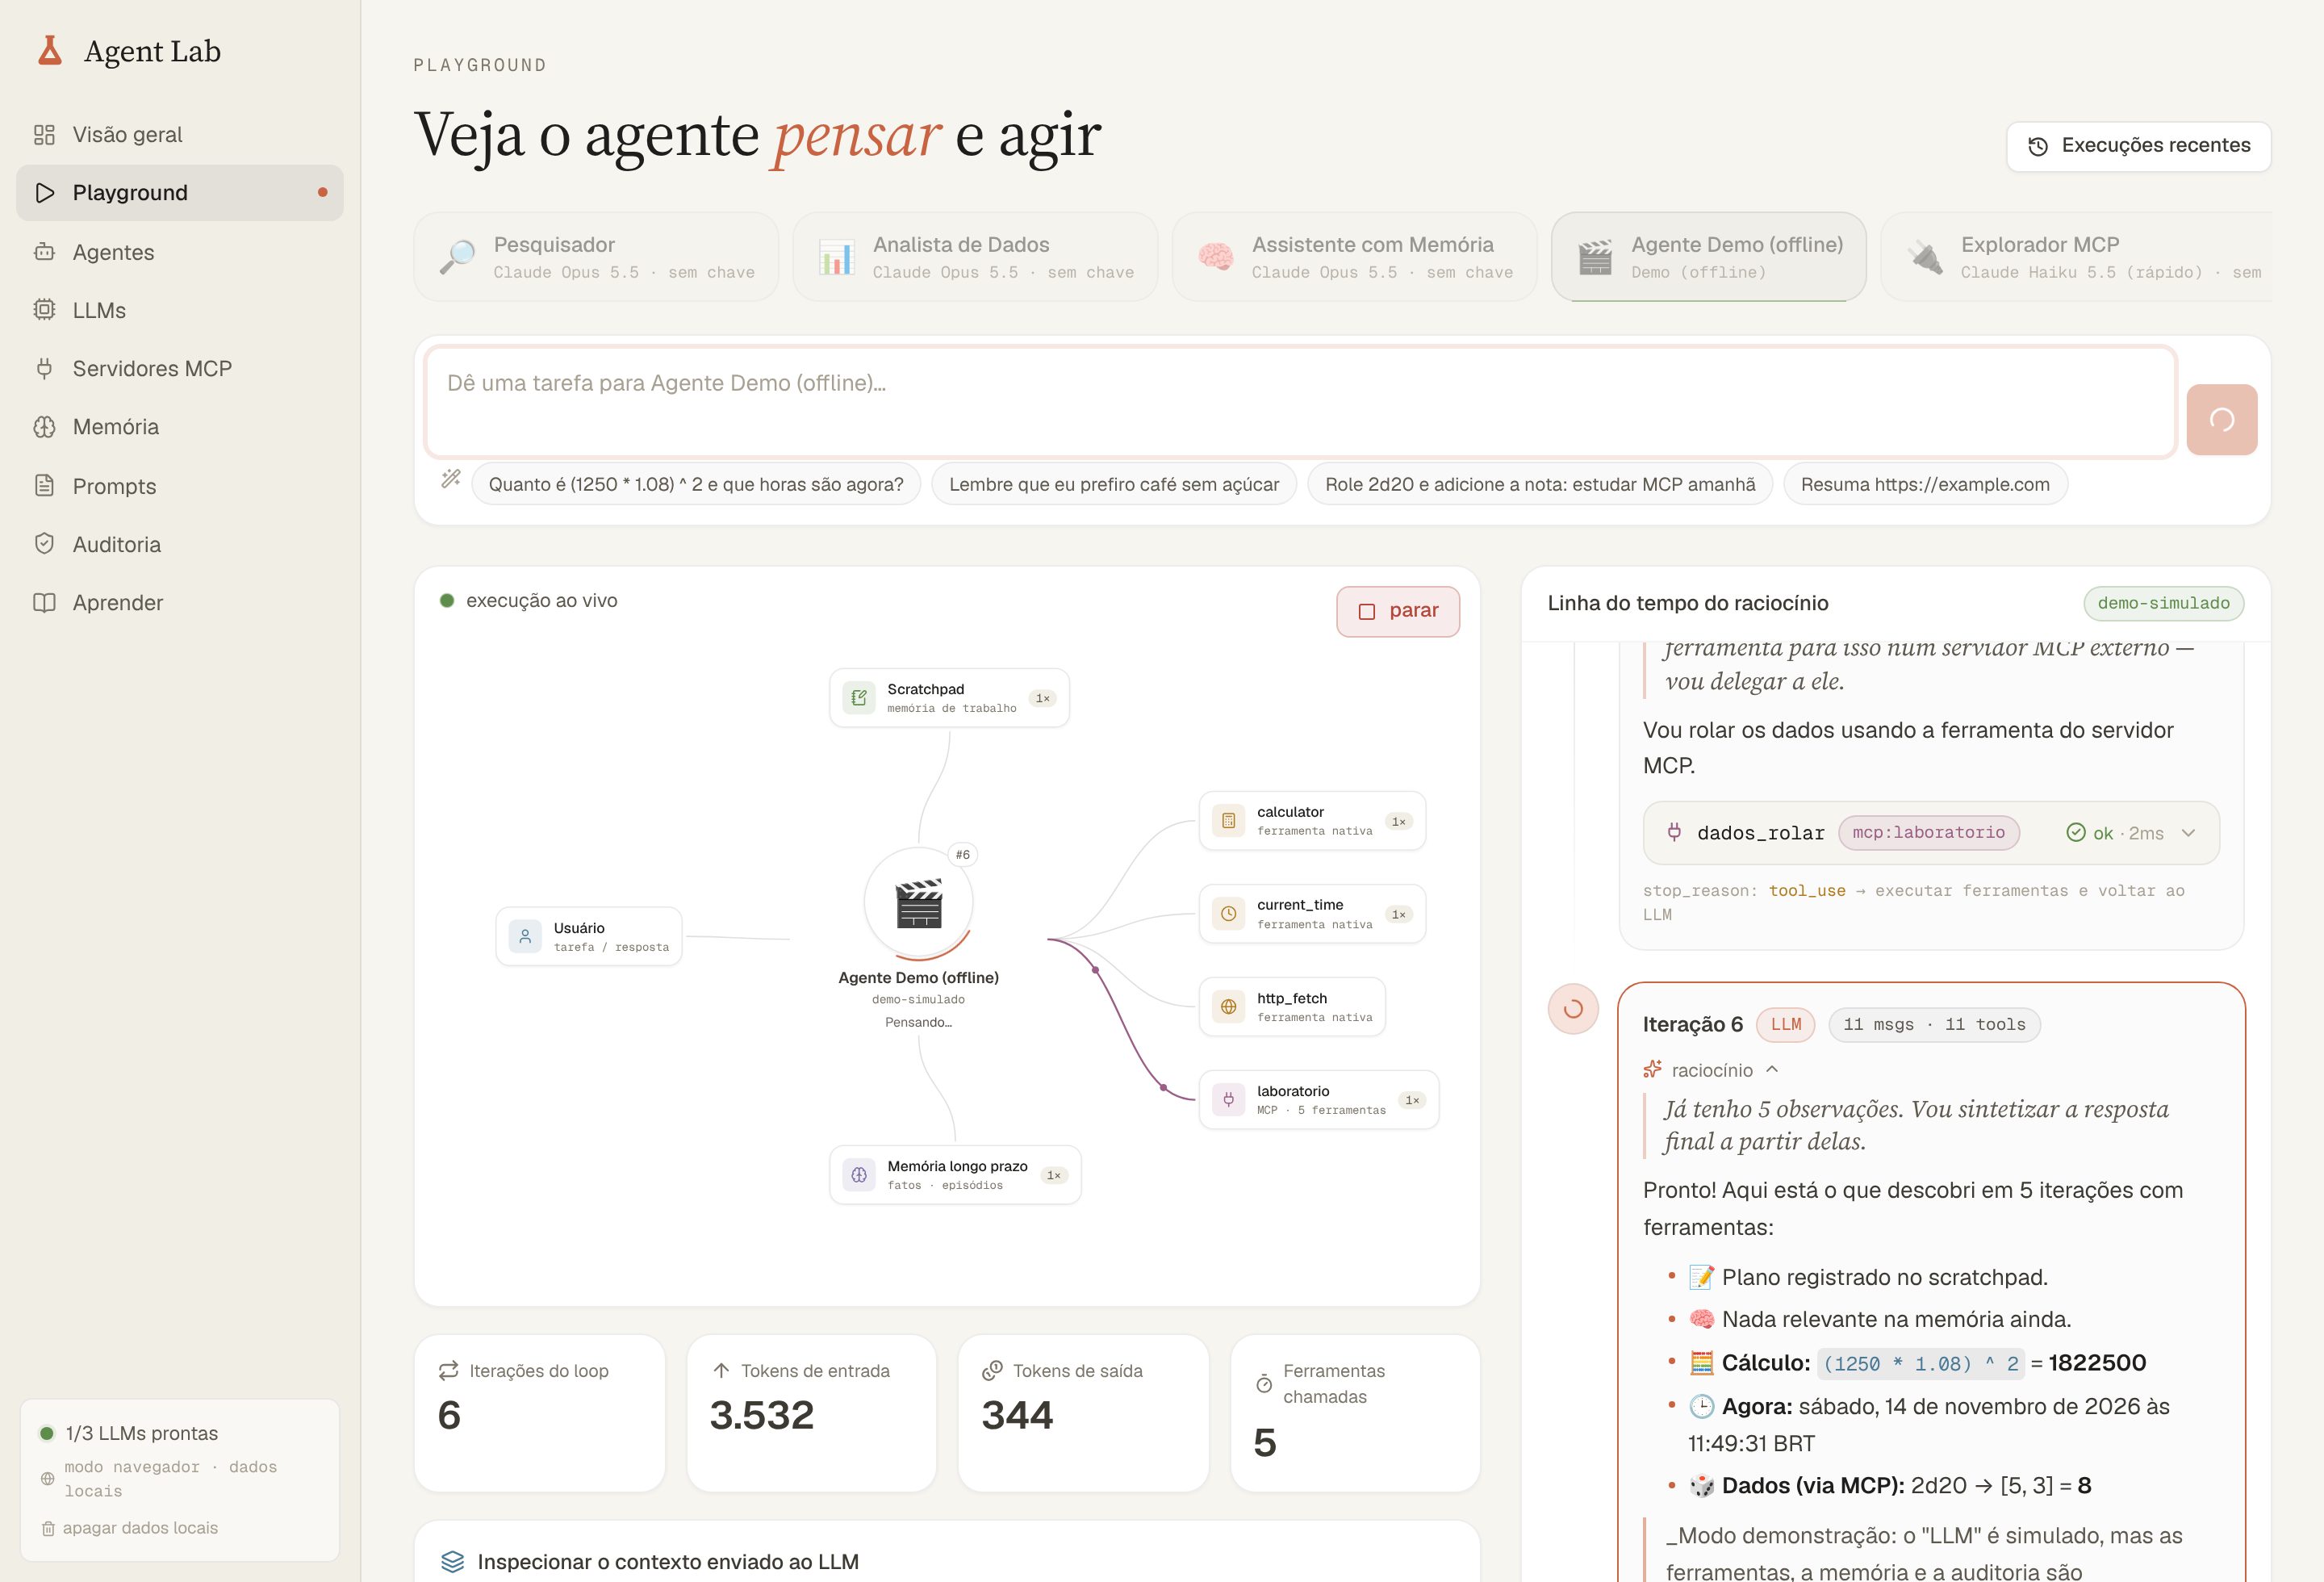 Agent Lab
Visão geral
Playground
Agentes
LLMs
Servidores MCP
Memória
Prompts
Auditoria
Aprender
1/3 LLMs prontas
modo navegador · dados
locais
apagar dados locais
PLAYGROUND
Veja o agente pensar e agir
Execuções recentes
Pesquisador
Claude Opus 5.5 · sem chave
Analista de Dados
Claude Opus 5.5 · sem chave
Assistente com Memória
Claude Opus 5.5 · sem chave
Agente Demo (offline)
Demo (offline)
Explorador MCP
Claude Haiku 5.5 (rápido) · sem
Dê uma tarefa para Agente Demo (offline)…
Quanto é (1250 * 1.08) ^ 2 e que horas são agora?
Lembre que eu prefiro café sem açúcar
Role 2d20 e adicione a nota: estudar MCP amanhã
Resuma https://example.com
execução ao vivo
parar
Scratchpad
memória de trabalho
1×
calculator
ferramenta nativa
1×
#6
current_time
ferramenta nativa
1×
Usuário
tarefa / resposta
Agente Demo (offline)
demo-simulado
Pensando…
http_fetch
ferramenta nativa
laboratorio
MCP · 5 ferramentas
1×
Memória longo prazo
fatos · episódios
1×
Iterações do loop
6
Tokens de entrada
3.532
Tokens de saída
344
Ferramentas
chamadas
5
Inspecionar o contexto enviado ao LLM
Linha do tempo do raciocínio
demo-simulado
ferramenta para isso num servidor MCP externo —
vou delegar a ele.
Vou rolar os dados usando a ferramenta do servidor
MCP.
dados_rolar
mcp:laboratorio
ok · 2ms
stop_reason: tool_use → executar ferramentas e voltar ao
LLM
Iteração 6
LLM
11 msgs · 11 tools
raciocínio
Já tenho 5 observações. Vou sintetizar a resposta
final a partir delas.
Pronto! Aqui está o que descobri em 5 iterações com
ferramentas:
• 📝 Plano registrado no scratchpad.
• 🧠 Nada relevante na memória ainda.
• 🧮 Cálculo: (1250 * 1.08) ^ 2 = 1822500
• 🕒 Agora: sábado, 14 de novembro de 2026 às
11:49:31 BRT
• 🎲 Dados (via MCP): 2d20 → [5, 3] = 8
_Modo demonstração: o "LLM" é simulado, mas as
ferramentas, a memória e a auditoria são